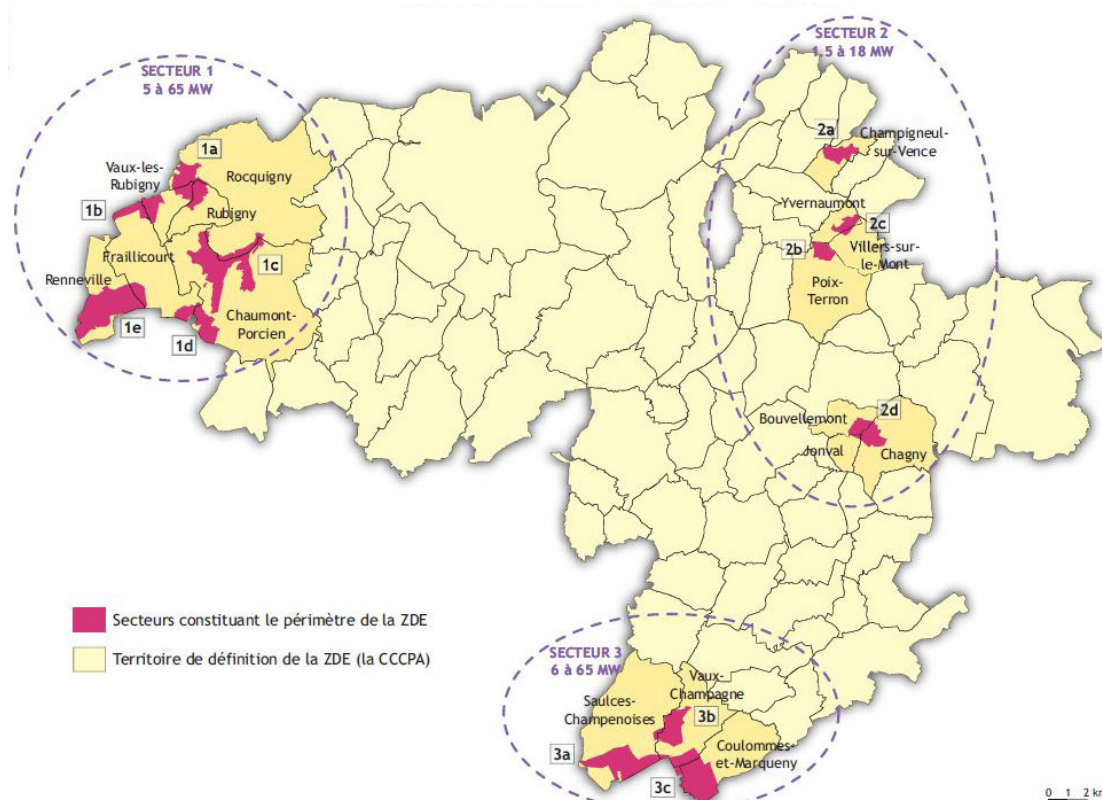 SECTEUR 1
5 à 65 MW
1a
Vaux-les-
Rubigny
Rocquigny
1b
Rubigny
Fraillicourt
1c
Renneville
Chaumont-
Porcien
1e
1d
SECTEUR 2
1.5 à 18 MW
2a
Champigneul-
sur-Vence
Yvernaumont
2c
2b
Villers-sur-
le-Mont
Poix-
Terron
2d
Bouvellemont
Jonval
Chagny
Secteurs constituant le périmètre de la ZDE
Territoire de définition de la ZDE (la CCCPA)
SECTEUR 3
6 à 65 MW
Vaux-
Champagne
Saulces-
Champenoises
3b
3a
Coulommes-
et-Marqueny
3c
0 1 2 km